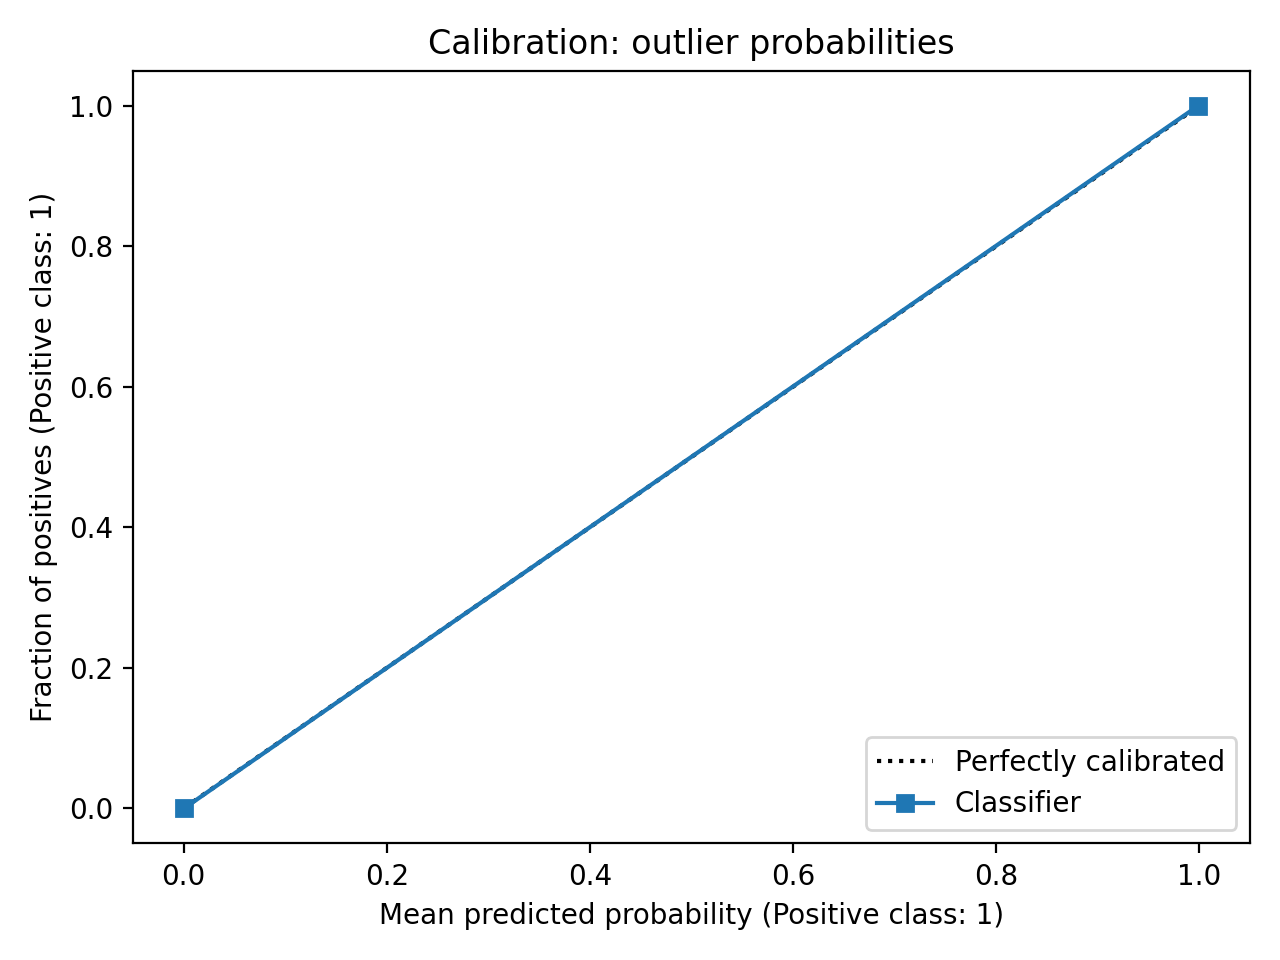 Calibration: outlier probabilities
1.0
0.8
0.6
0.4
0.2
0.0
Fraction of positives (Positive class: 1)
Perfectly calibrated
Classifier
0.0 0.2 0.4 0.6 0.8 1.0
Mean predicted probability (Positive class: 1)